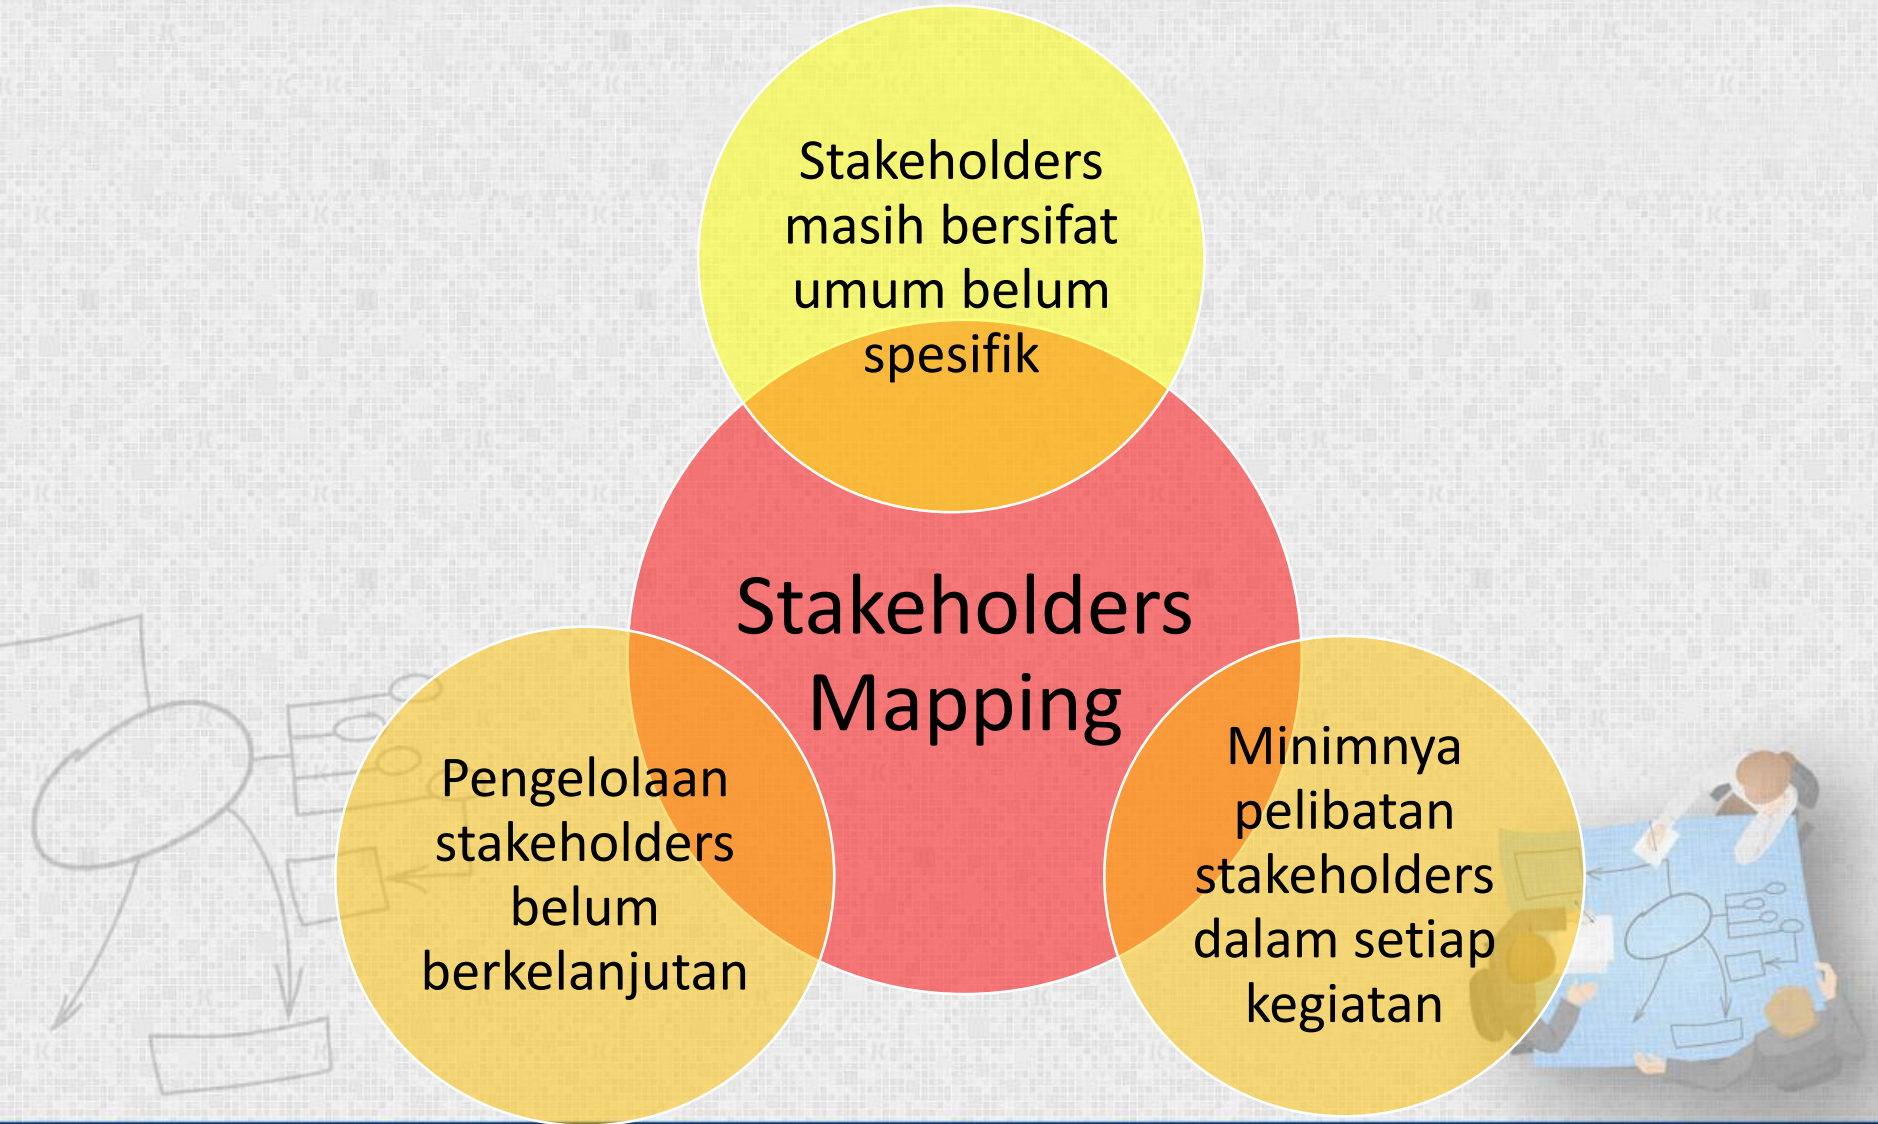 Stakeholders
masih bersifat
umum belum
spesifik
Stakeholders
Mapping
Pengelolaan
stakeholders
belum
berkelanjutan
Minimnya
pelibatan
stakeholders
dalam setiap
kegiatan